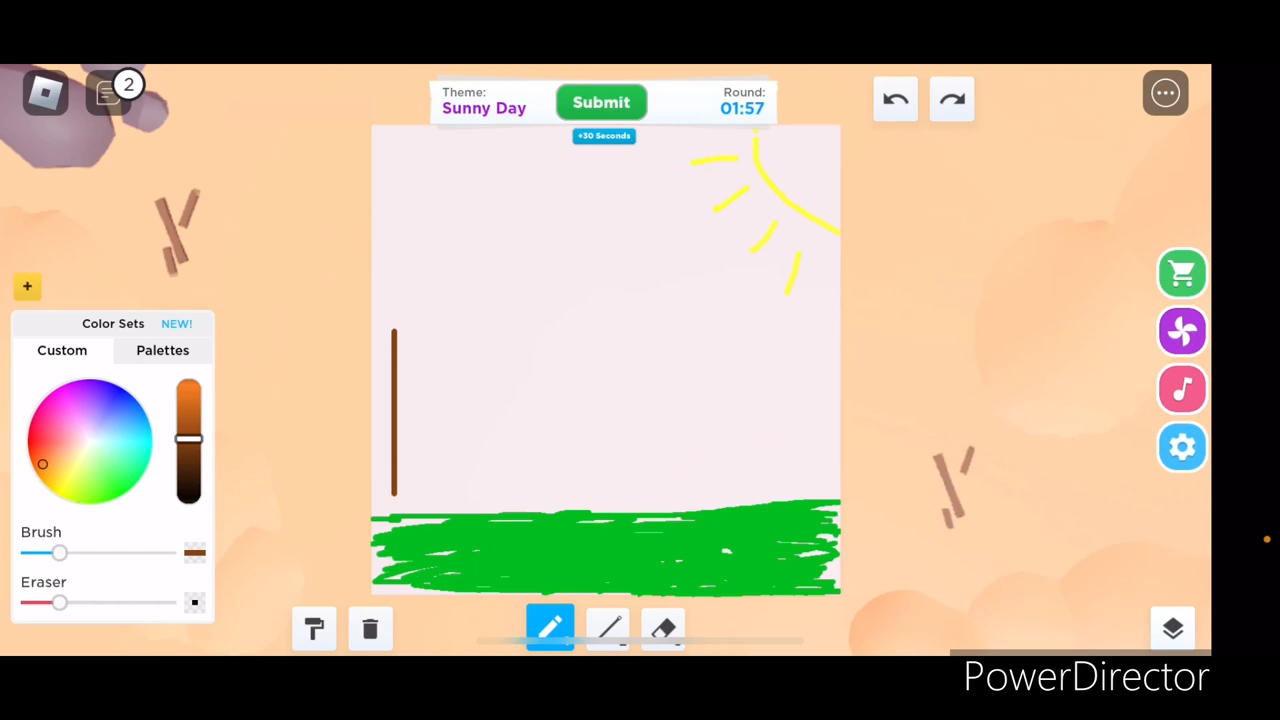 2
Theme:
Sunny Day
Submit
Round:
01:57
+30 Seconds
+
Color Sets NEW!
Custom Palettes
Brush
Eraser
PowerDirector